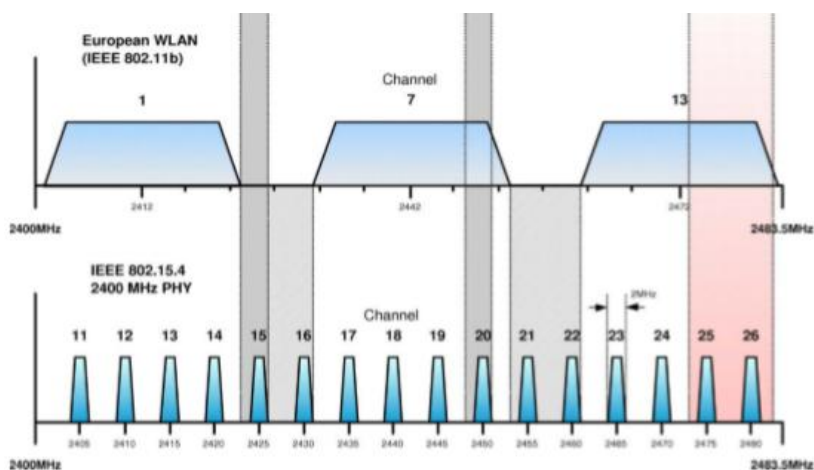 European WLAN
(IEEE 802.11b)
Channel
1 7 13
2412 2442 2472
2400MHz 2483.5MHz
IEEE 802.15.4
2400 MHz PHY
Channel
2MHz
11 12 13 14 15 16 17 18 19 20 21 22 23 24 25 26
2405 2410 2415 2420 2425 2430 2435 2440 2445 2450 2455 2460 2465 2470 2475 2480
2400MHz 2483.5MHz